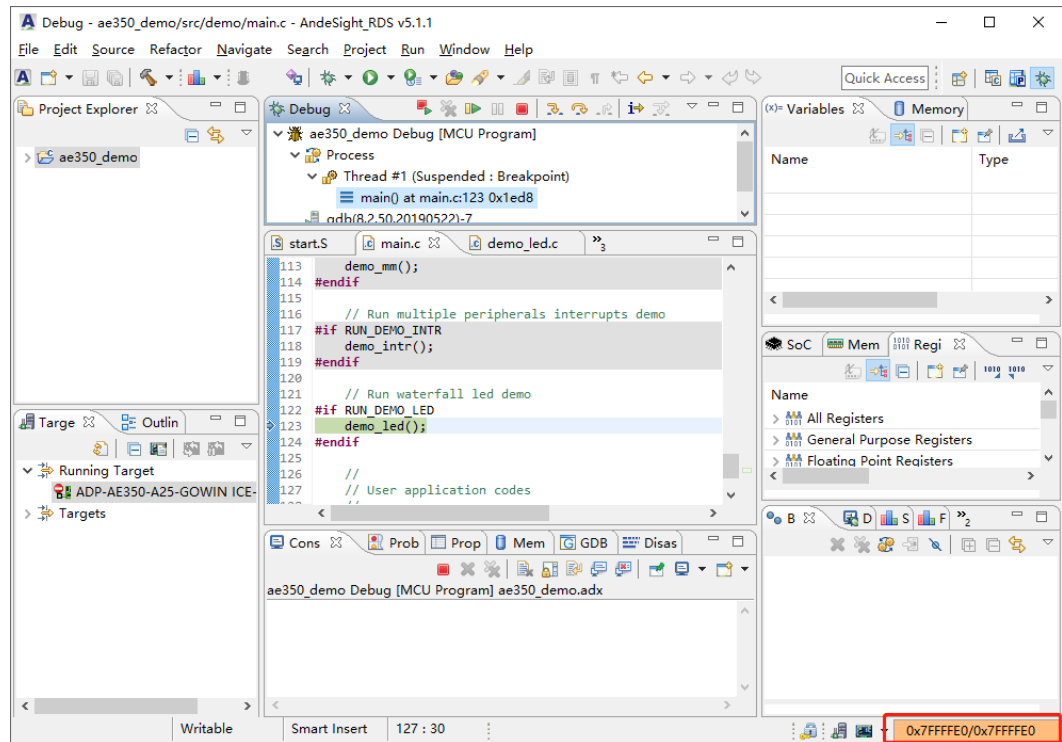 Debug - ae350_demo/src/demo/main.c - AndeSight_RDS v5.1.1
File Edit Source Refactor Navigate Search Project Run Window Help
Quick Access
Project Explorer
ae350_demo
Debug
ae350_demo Debug [MCU Program]
Process
Thread #1 (Suspended : Breakpoint)
main() at main.c:123 0x1ed8
gdb(8.2.50.20190522)-7
(x)= Variables Memory
Name Type
start.S main.c demo_led.c »3
113 demo_mm();
114 #endif
115
116 // Run multiple peripherals interrupts demo
117 #if RUN_DEMO_INTR
118 demo_intr();
119 #endif
120
121 // Run waterfall led demo
122 #if RUN_DEMO_LED
123 demo_led();
124 #endif
125
126 //
127 // User application codes
SoC Mem Regi
Name
All Registers
General Purpose Registers
Floating Point Registers
Targe Outlin
Running Target
ADP-AE350-A25-GOWIN ICE-
Targets
Cons Prob Prop Mem GDB Disas
ae350_demo Debug [MCU Program] ae350_demo.adx
B D S F »2
Writable Smart Insert 127 : 30 0x7FFFFE0/0x7FFFFE0